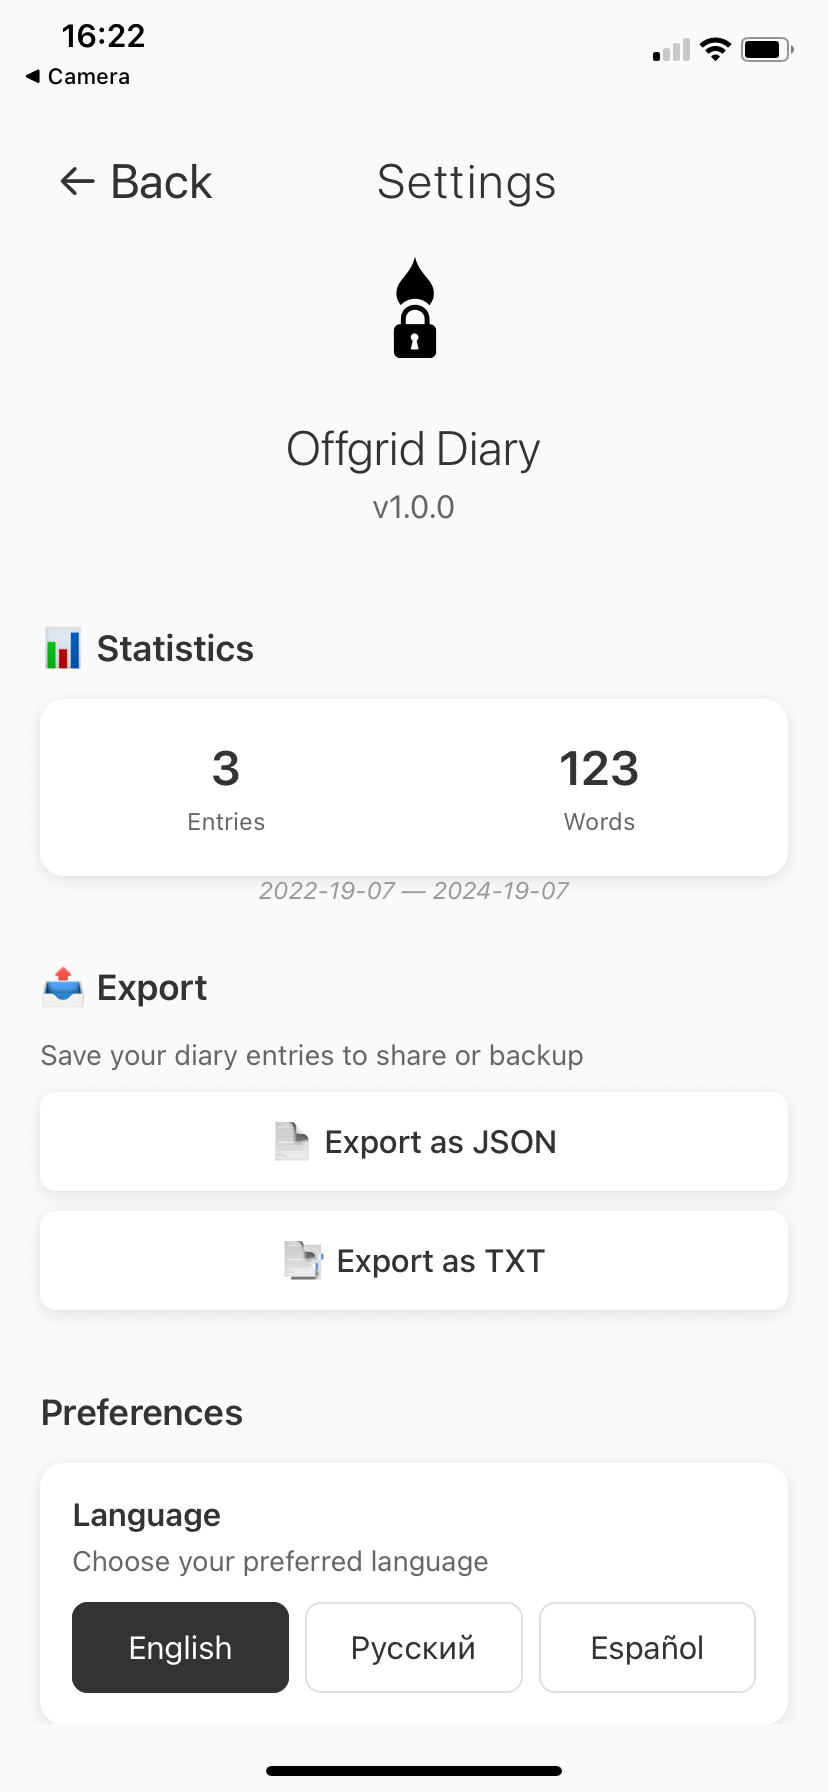 16:22
◀ Camera
← Back
Settings
Offgrid Diary
v1.0.0
Statistics
3
123
Entries
Words
2022-19-07 — 2024-19-07
Export
Save your diary entries to share or backup
Export as JSON
Export as TXT
Preferences
Language
Choose your preferred language
English
Русский
Español